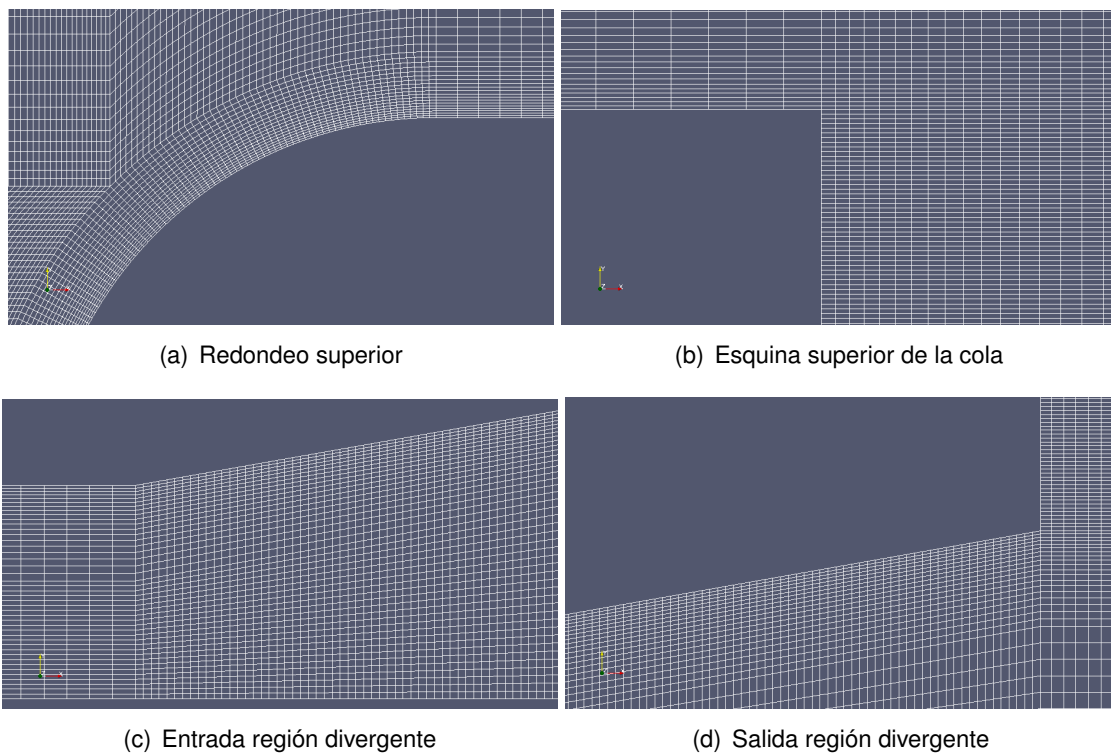 (a) Redondeo superior
(b) Esquina superior de la cola
(c) Entrada región divergente
(d) Salida región divergente